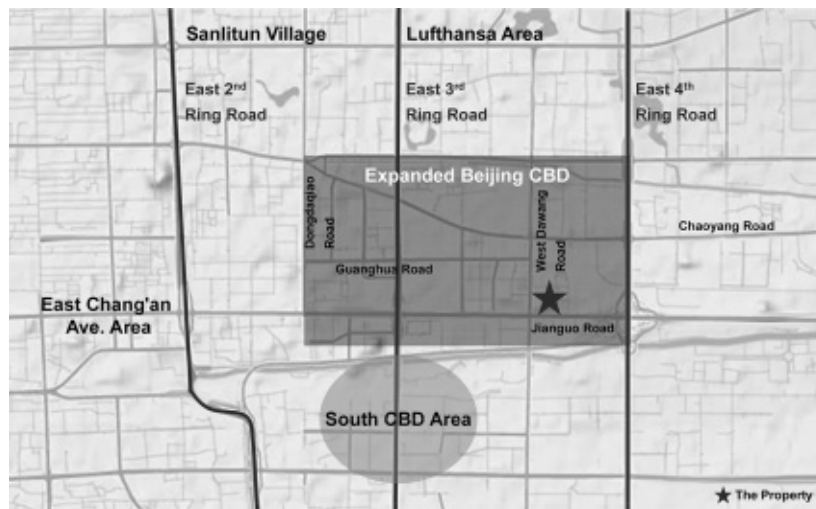 Sanlitun Village
Lufthansa Area
East 2nd
Ring Road
East 3rd
Ring Road
East 4th
Ring Road
Expanded Beijing CBD
Dongdaqiao
Road
West Dawang
Road
Chaoyang Road
Guanghua Road
East Chang'an
Ave. Area
Jianguo Road
South CBD Area
The Property